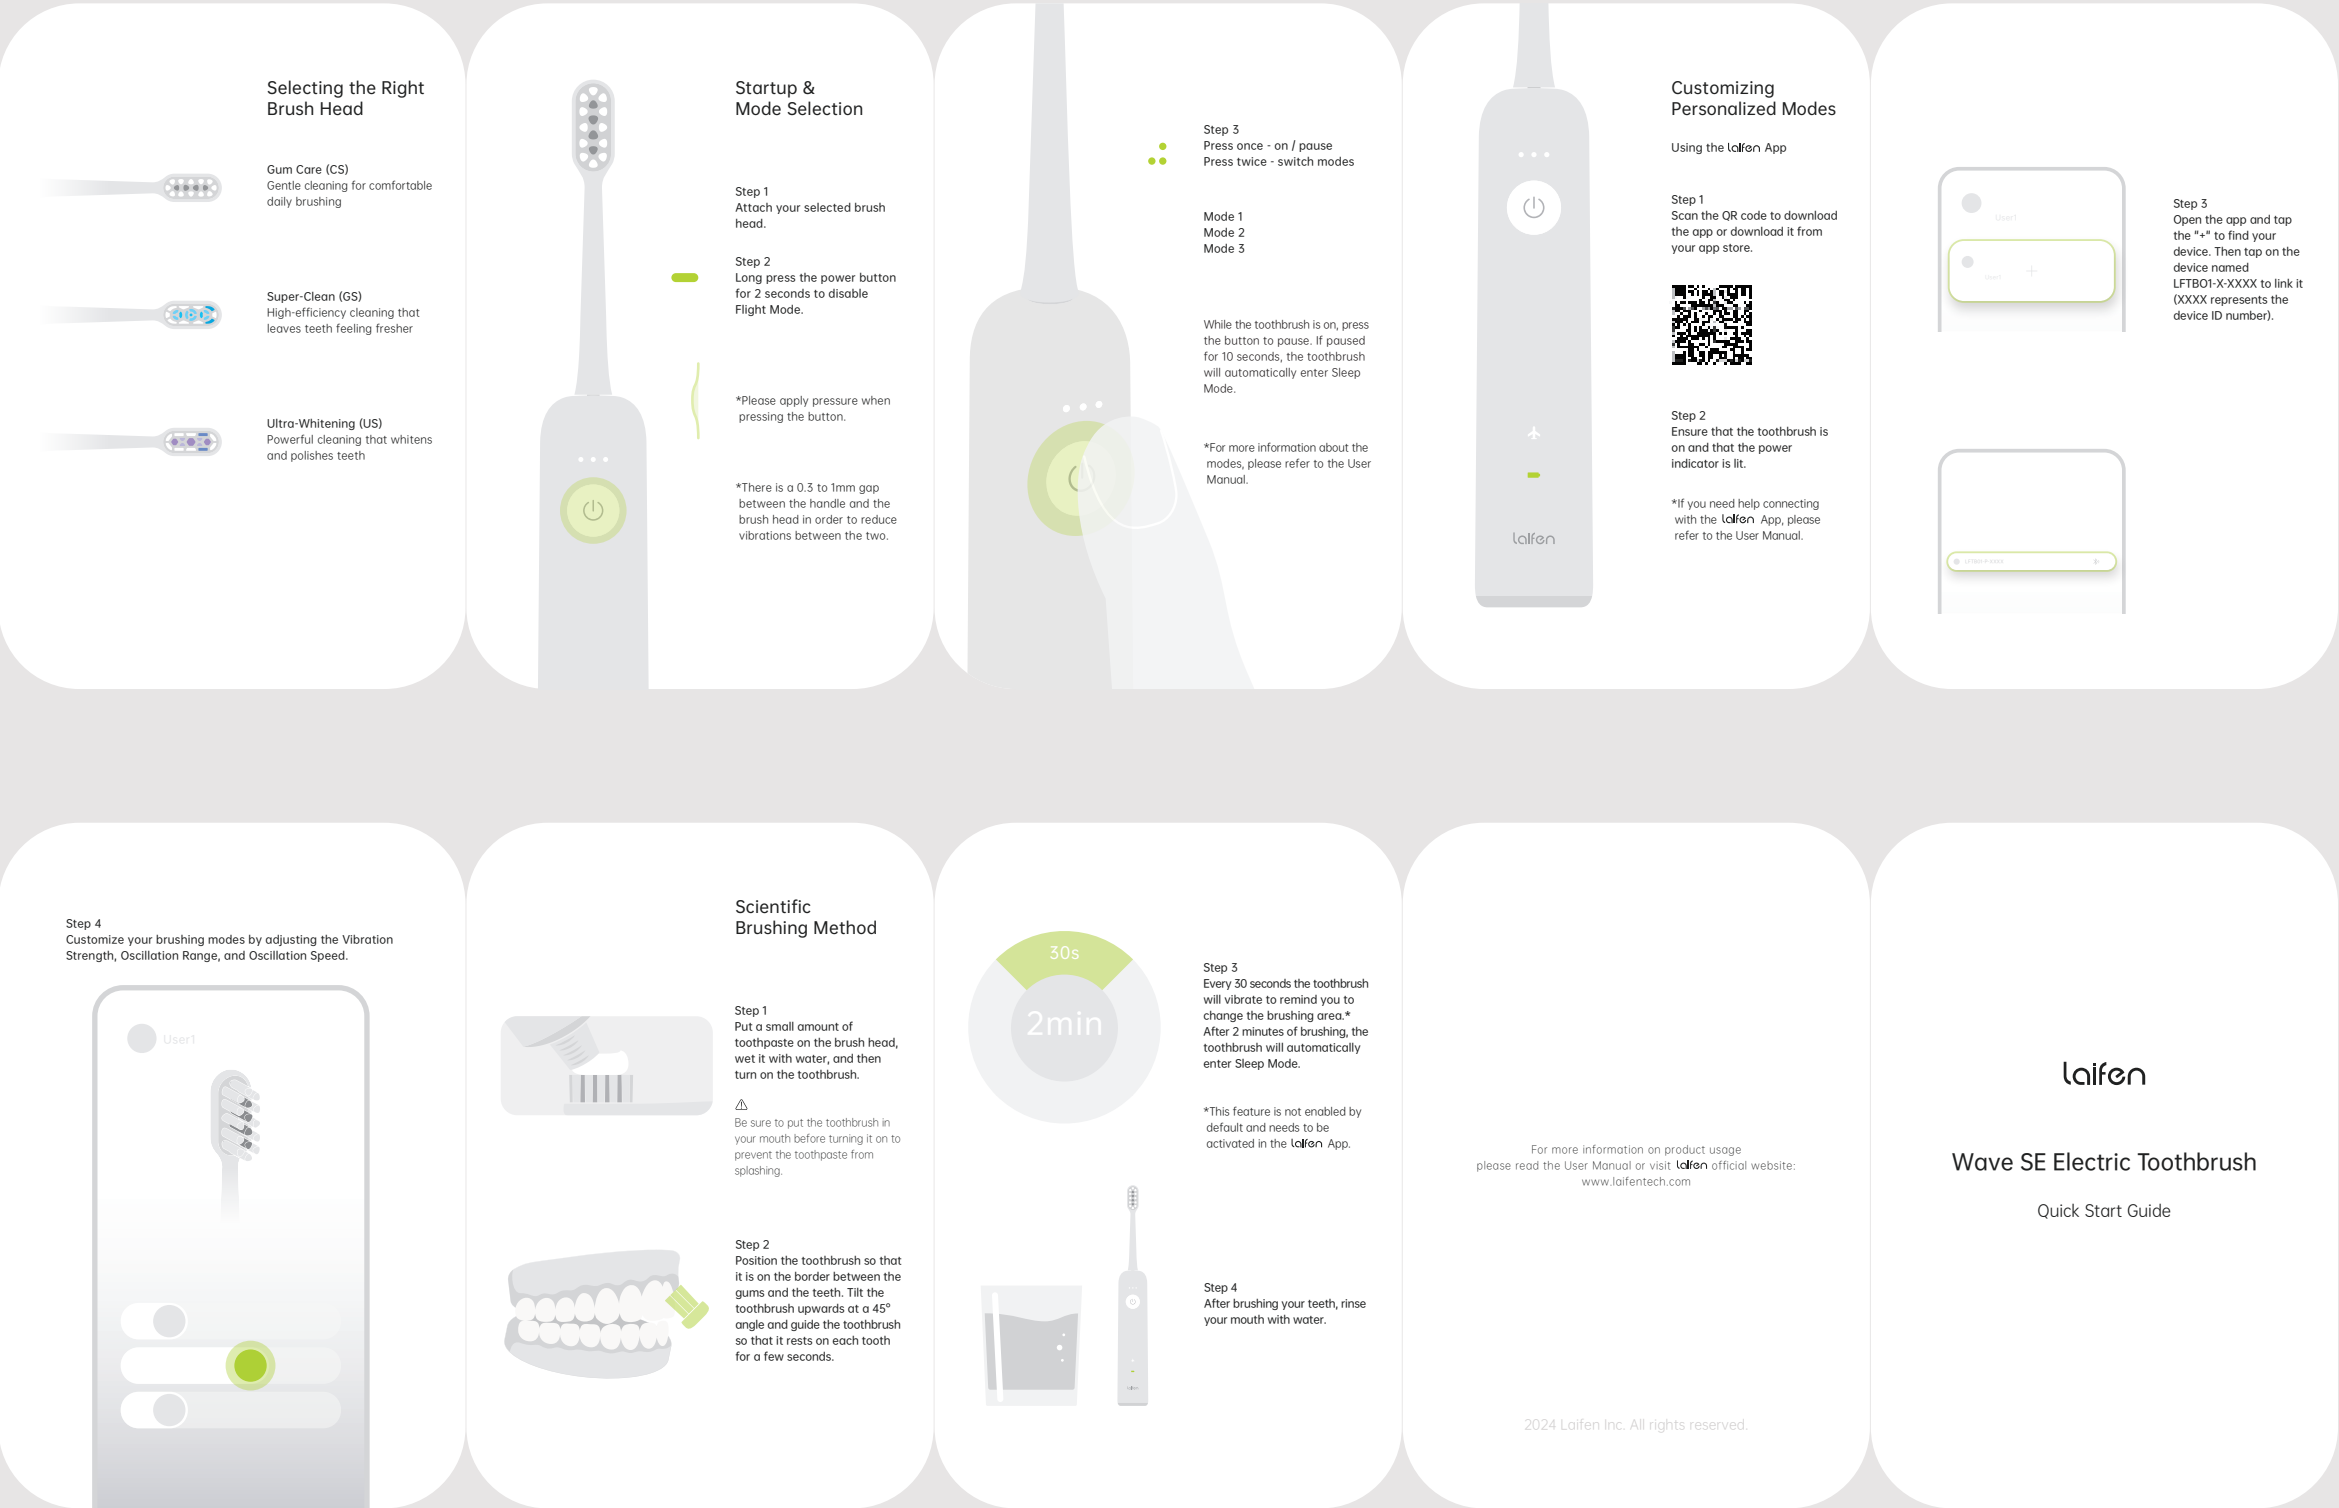 Selecting the Right
Brush Head
Gum Care (CS)
Gentle cleaning for comfortable
daily brushing
Super-Clean (GS)
High-efficiency cleaning that
leaves teeth feeling fresher
Ultra-Whitening (US)
Powerful cleaning that whitens
and polishes teeth
Startup &
Mode Selection
Step 1
Attach your selected brush
head.
Step 2
Long press the power button
for 2 seconds to disable
Flight Mode.
*Please apply pressure when
pressing the button.
*There is a 0.3 to 1mm gap
between the handle and the
brush head in order to reduce
vibrations between the two.
Step 3
Press once - on / pause
Press twice - switch modes
Mode 1
Mode 2
Mode 3
While the toothbrush is on, press
the button to pause. If paused
for 10 seconds, the toothbrush
will automatically enter Sleep
Mode.
*For more information about the
modes, please refer to the User
Manual.
laifen
Customizing
Personalized Modes
Using the laifen App
Step 1
Scan the QR code to download
the app or download it from
your app store.
Step 2
Ensure that the toothbrush is
on and that the power
indicator is lit.
*If you need help connecting
with the laifen App, please
refer to the User Manual.
User1
User1
Step 3
Open the app and tap
the "+" to find your
device. Then tap on the
device named
LFTB01-X-XXXX to link it
(XXXX represents the
device ID number).
Step 4
Customize your brushing modes by adjusting the Vibration
Strength, Oscillation Range, and Oscillation Speed.
User1
Scientific
Brushing Method
Step 1
Put a small amount of
toothpaste on the brush head,
wet it with water, and then
turn on the toothbrush.
Be sure to put the toothbrush in
your mouth before turning it on to
prevent the toothpaste from
splashing.
Step 2
Position the toothbrush so that
it is on the border between the
gums and the teeth. Tilt the
toothbrush upwards at a 45°
angle and guide the toothbrush
so that it rests on each tooth
for a few seconds.
30s
2min
Step 3
Every 30 seconds the toothbrush
will vibrate to remind you to
change the brushing area.*
After 2 minutes of brushing, the
toothbrush will automatically
enter Sleep Mode.
*This feature is not enabled by
default and needs to be
activated in the laifen App.
laifen
Step 4
After brushing your teeth, rinse
your mouth with water.
For more information on product usage
please read the User Manual or visit laifen official website:
www.laifentech.com
2024 Laifen Inc. All rights reserved.
laifen
Wave SE Electric Toothbrush
Quick Start Guide